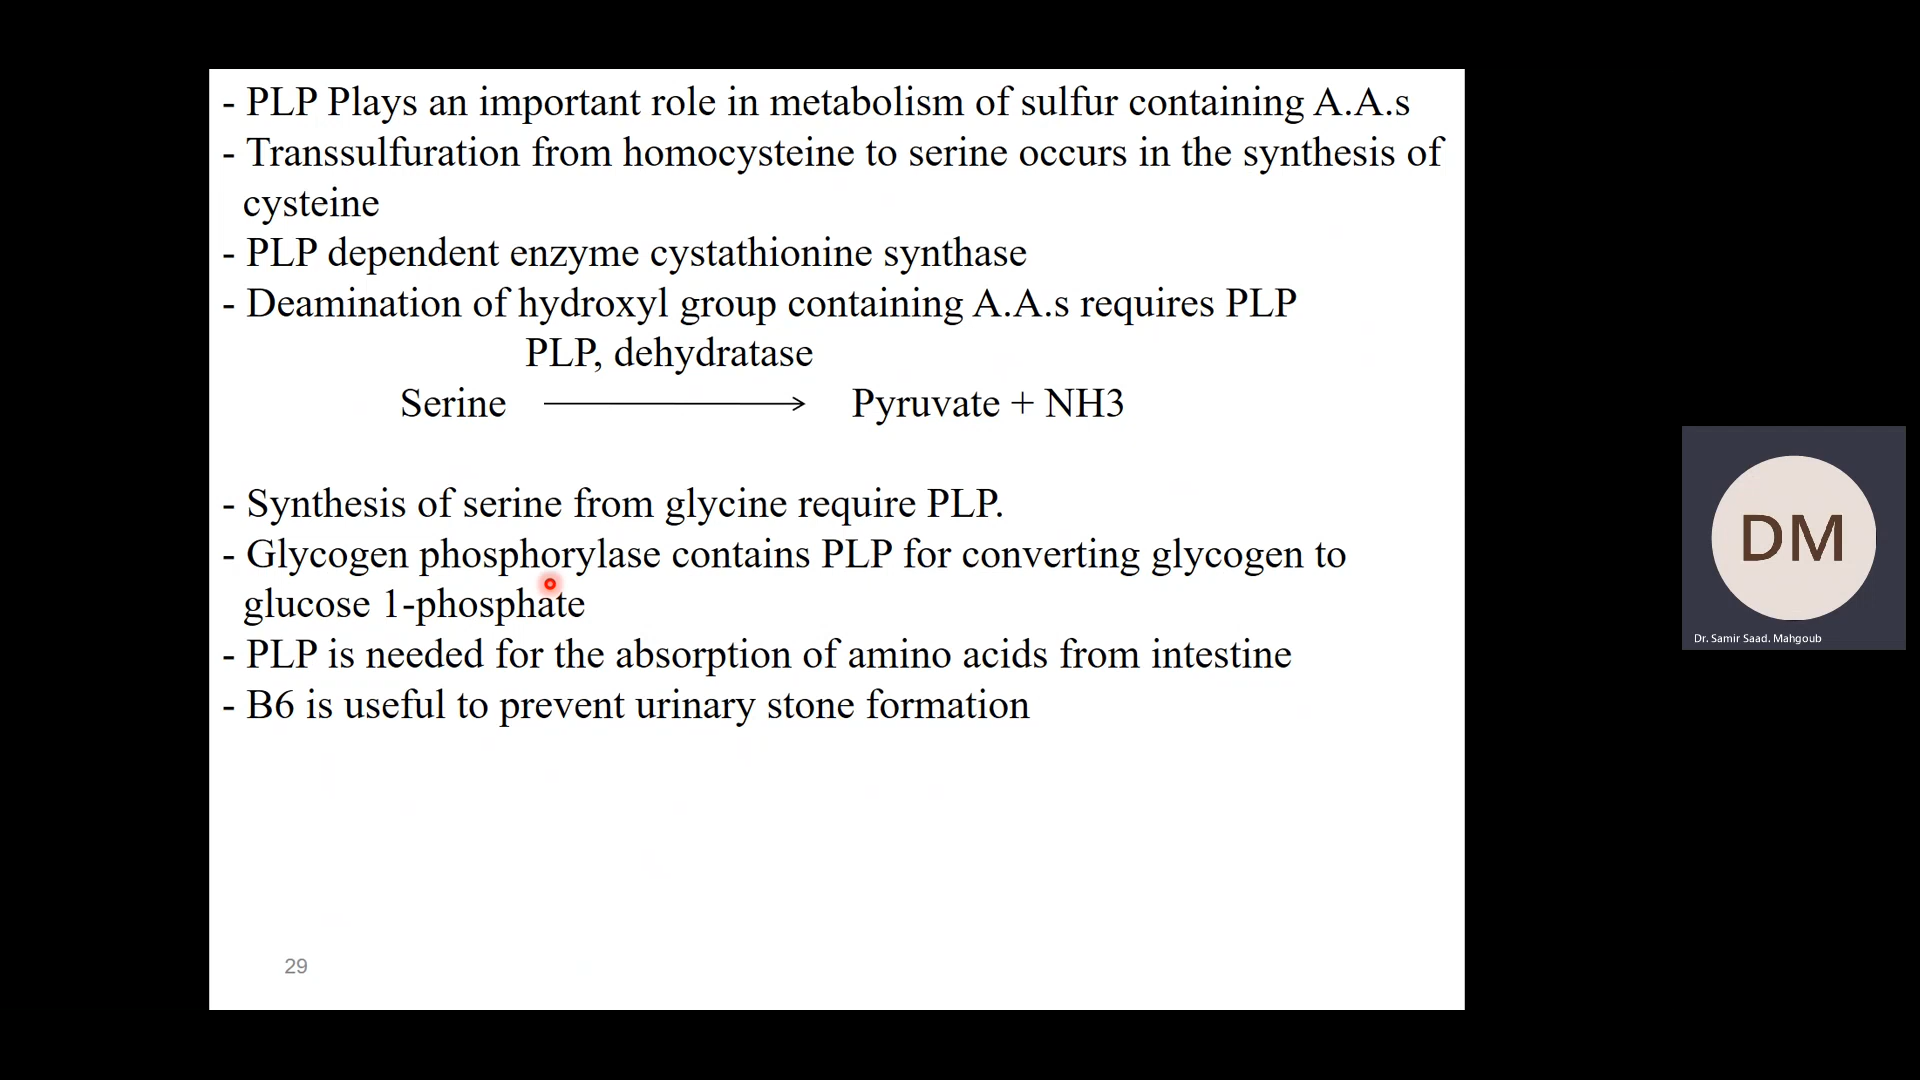 - PLP Plays an important role in metabolism of sulfur containing A.A.s
- Transsulfuration from homocysteine to serine occurs in the synthesis of
cysteine
- PLP dependent enzyme cystathionine synthase
- Deamination of hydroxyl group containing A.A.s requires PLP
PLP, dehydratase
Serine ⟶ Pyruvate + NH3
- Synthesis of serine from glycine require PLP.
- Glycogen phosphorylase contains PLP for converting glycogen to
glucose 1-phosphate
- PLP is needed for the absorption of amino acids from intestine
- B6 is useful to prevent urinary stone formation
29
DM
Dr. Samir Saad. Mahgoub